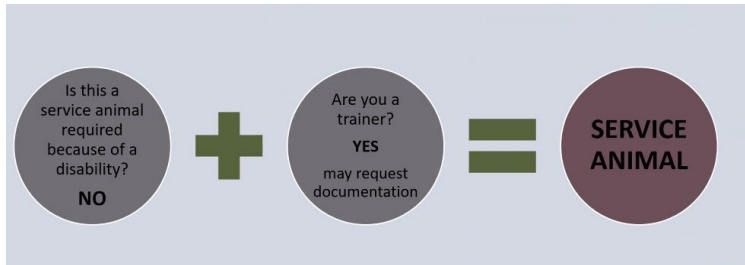 Is this a
service animal
required
because of a
disability?
NO
Are you a
trainer?
YES
may request
documentation
SERVICE
ANIMAL